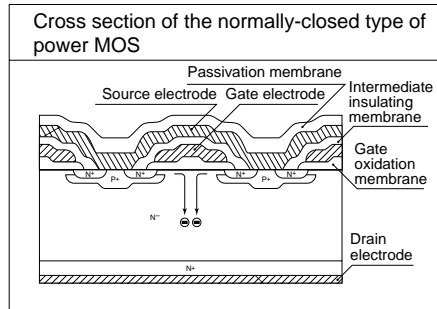 Cross section of the normally-closed type of
power MOS
Passivation membrane
Source electrode
Gate electrode
Intermediate
insulating
membrane
Gate
oxidation
membrane
N+ N+ N+ N+
P+ P+
N–
N+
Drain
electrode